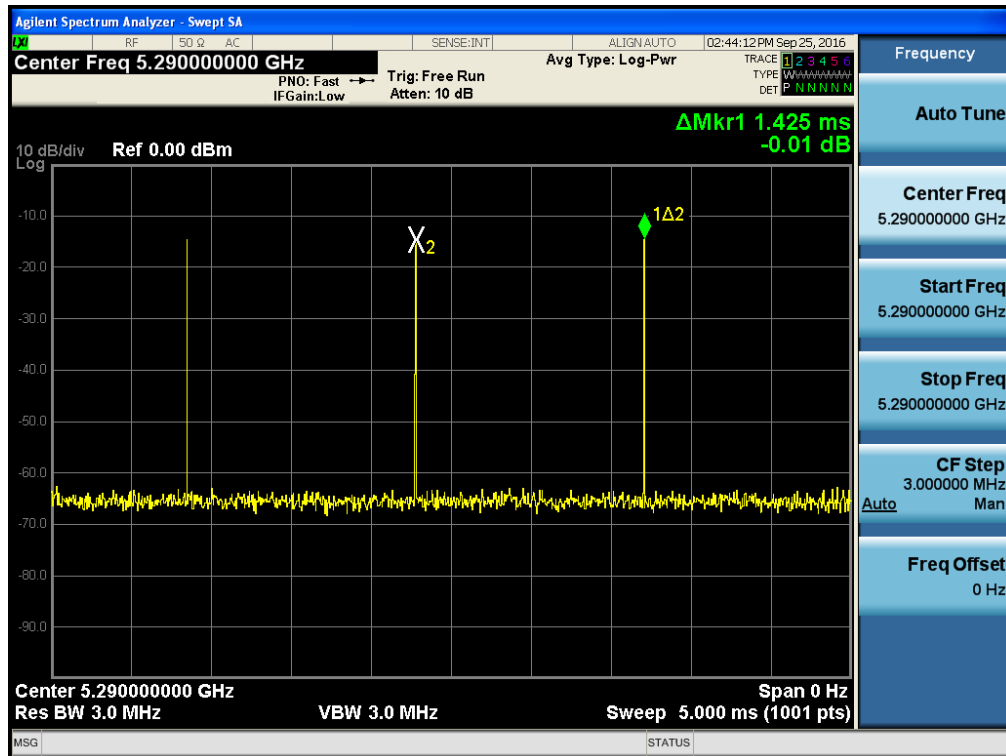 Agilent Spectrum Analyzer - Swept SA
LXI RF 50 Ω AC SENSE:INT ALIGN AUTO 02:44:12 PM Sep 25, 2016
Center Freq 5.290000000 GHz
PNO: Fast
IFGain:Low
Trig: Free Run
Atten: 10 dB
Avg Type: Log-Pwr
TRACE 1 2 3 4 5 6
TYPE W
DET P N N N N N
ΔMkr1 1.425 ms
-0.01 dB
10 dB/div Ref 0.00 dBm
Log
1Δ2
X2
-10.0
-20.0
-30.0
-40.0
-50.0
-60.0
-70.0
-80.0
-90.0
Center 5.290000000 GHz Span 0 Hz
Res BW 3.0 MHz VBW 3.0 MHz Sweep 5.000 ms (1001 pts)
MSG STATUS
Frequency
Auto Tune
Center Freq
5.290000000 GHz
Start Freq
5.290000000 GHz
Stop Freq
5.290000000 GHz
CF Step
3.000000 MHz
Auto Man
Freq Offset
0 Hz